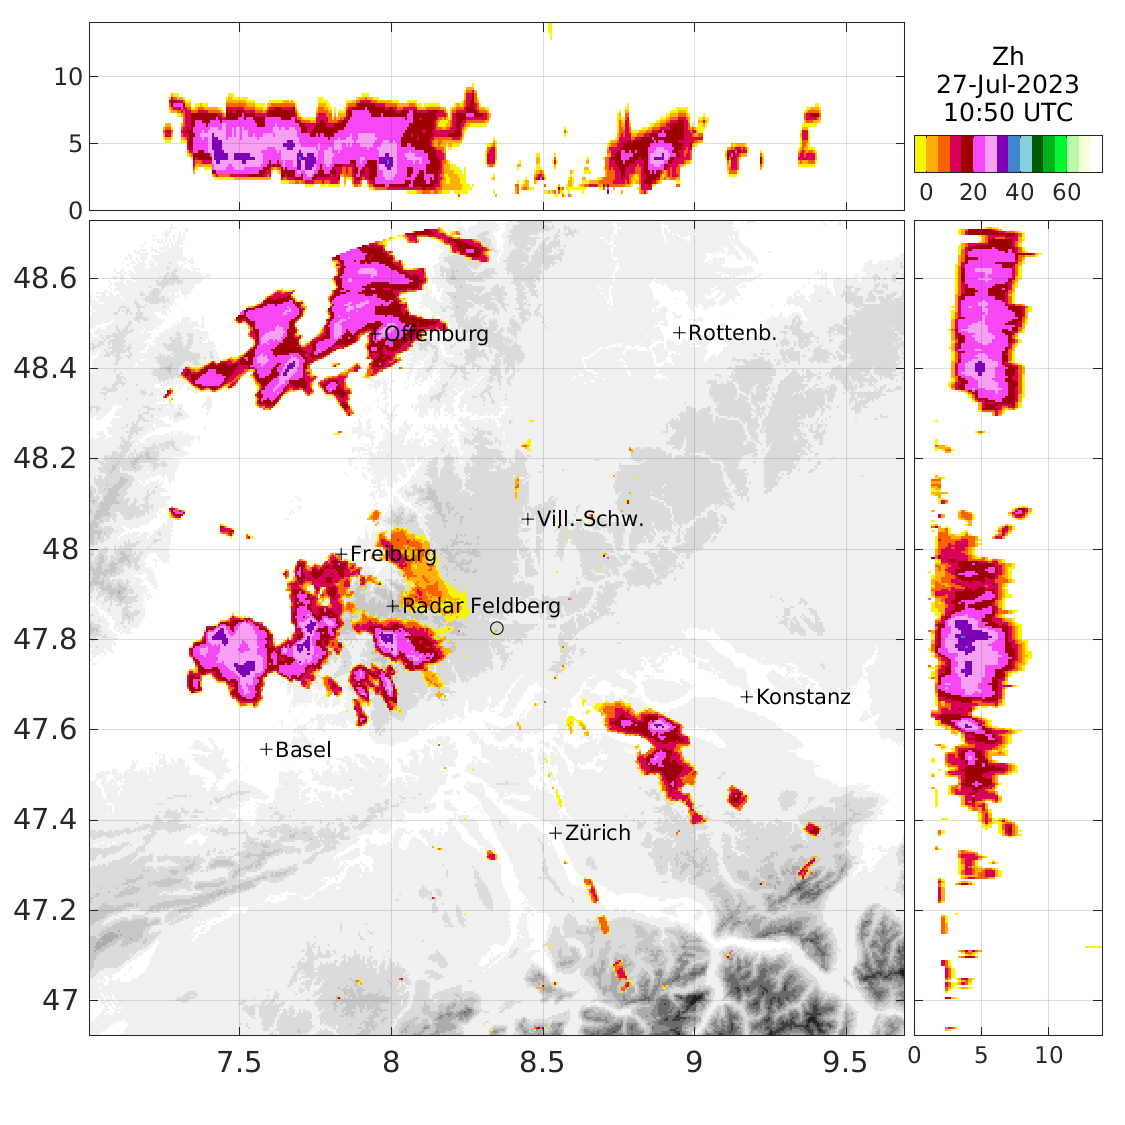 Zh
27-Jul-2023
10:50 UTC
10
5
0
0 20 40 60
48.6
48.4
48.2
48
47.8
47.6
47.4
47.2
47
+Offenburg
+Rottenb.
+Vill.-Schw.
+Freiburg
+Radar Feldberg
+Konstanz
+Basel
+Zürich
7.5 8 8.5 9 9.5
0 5 10